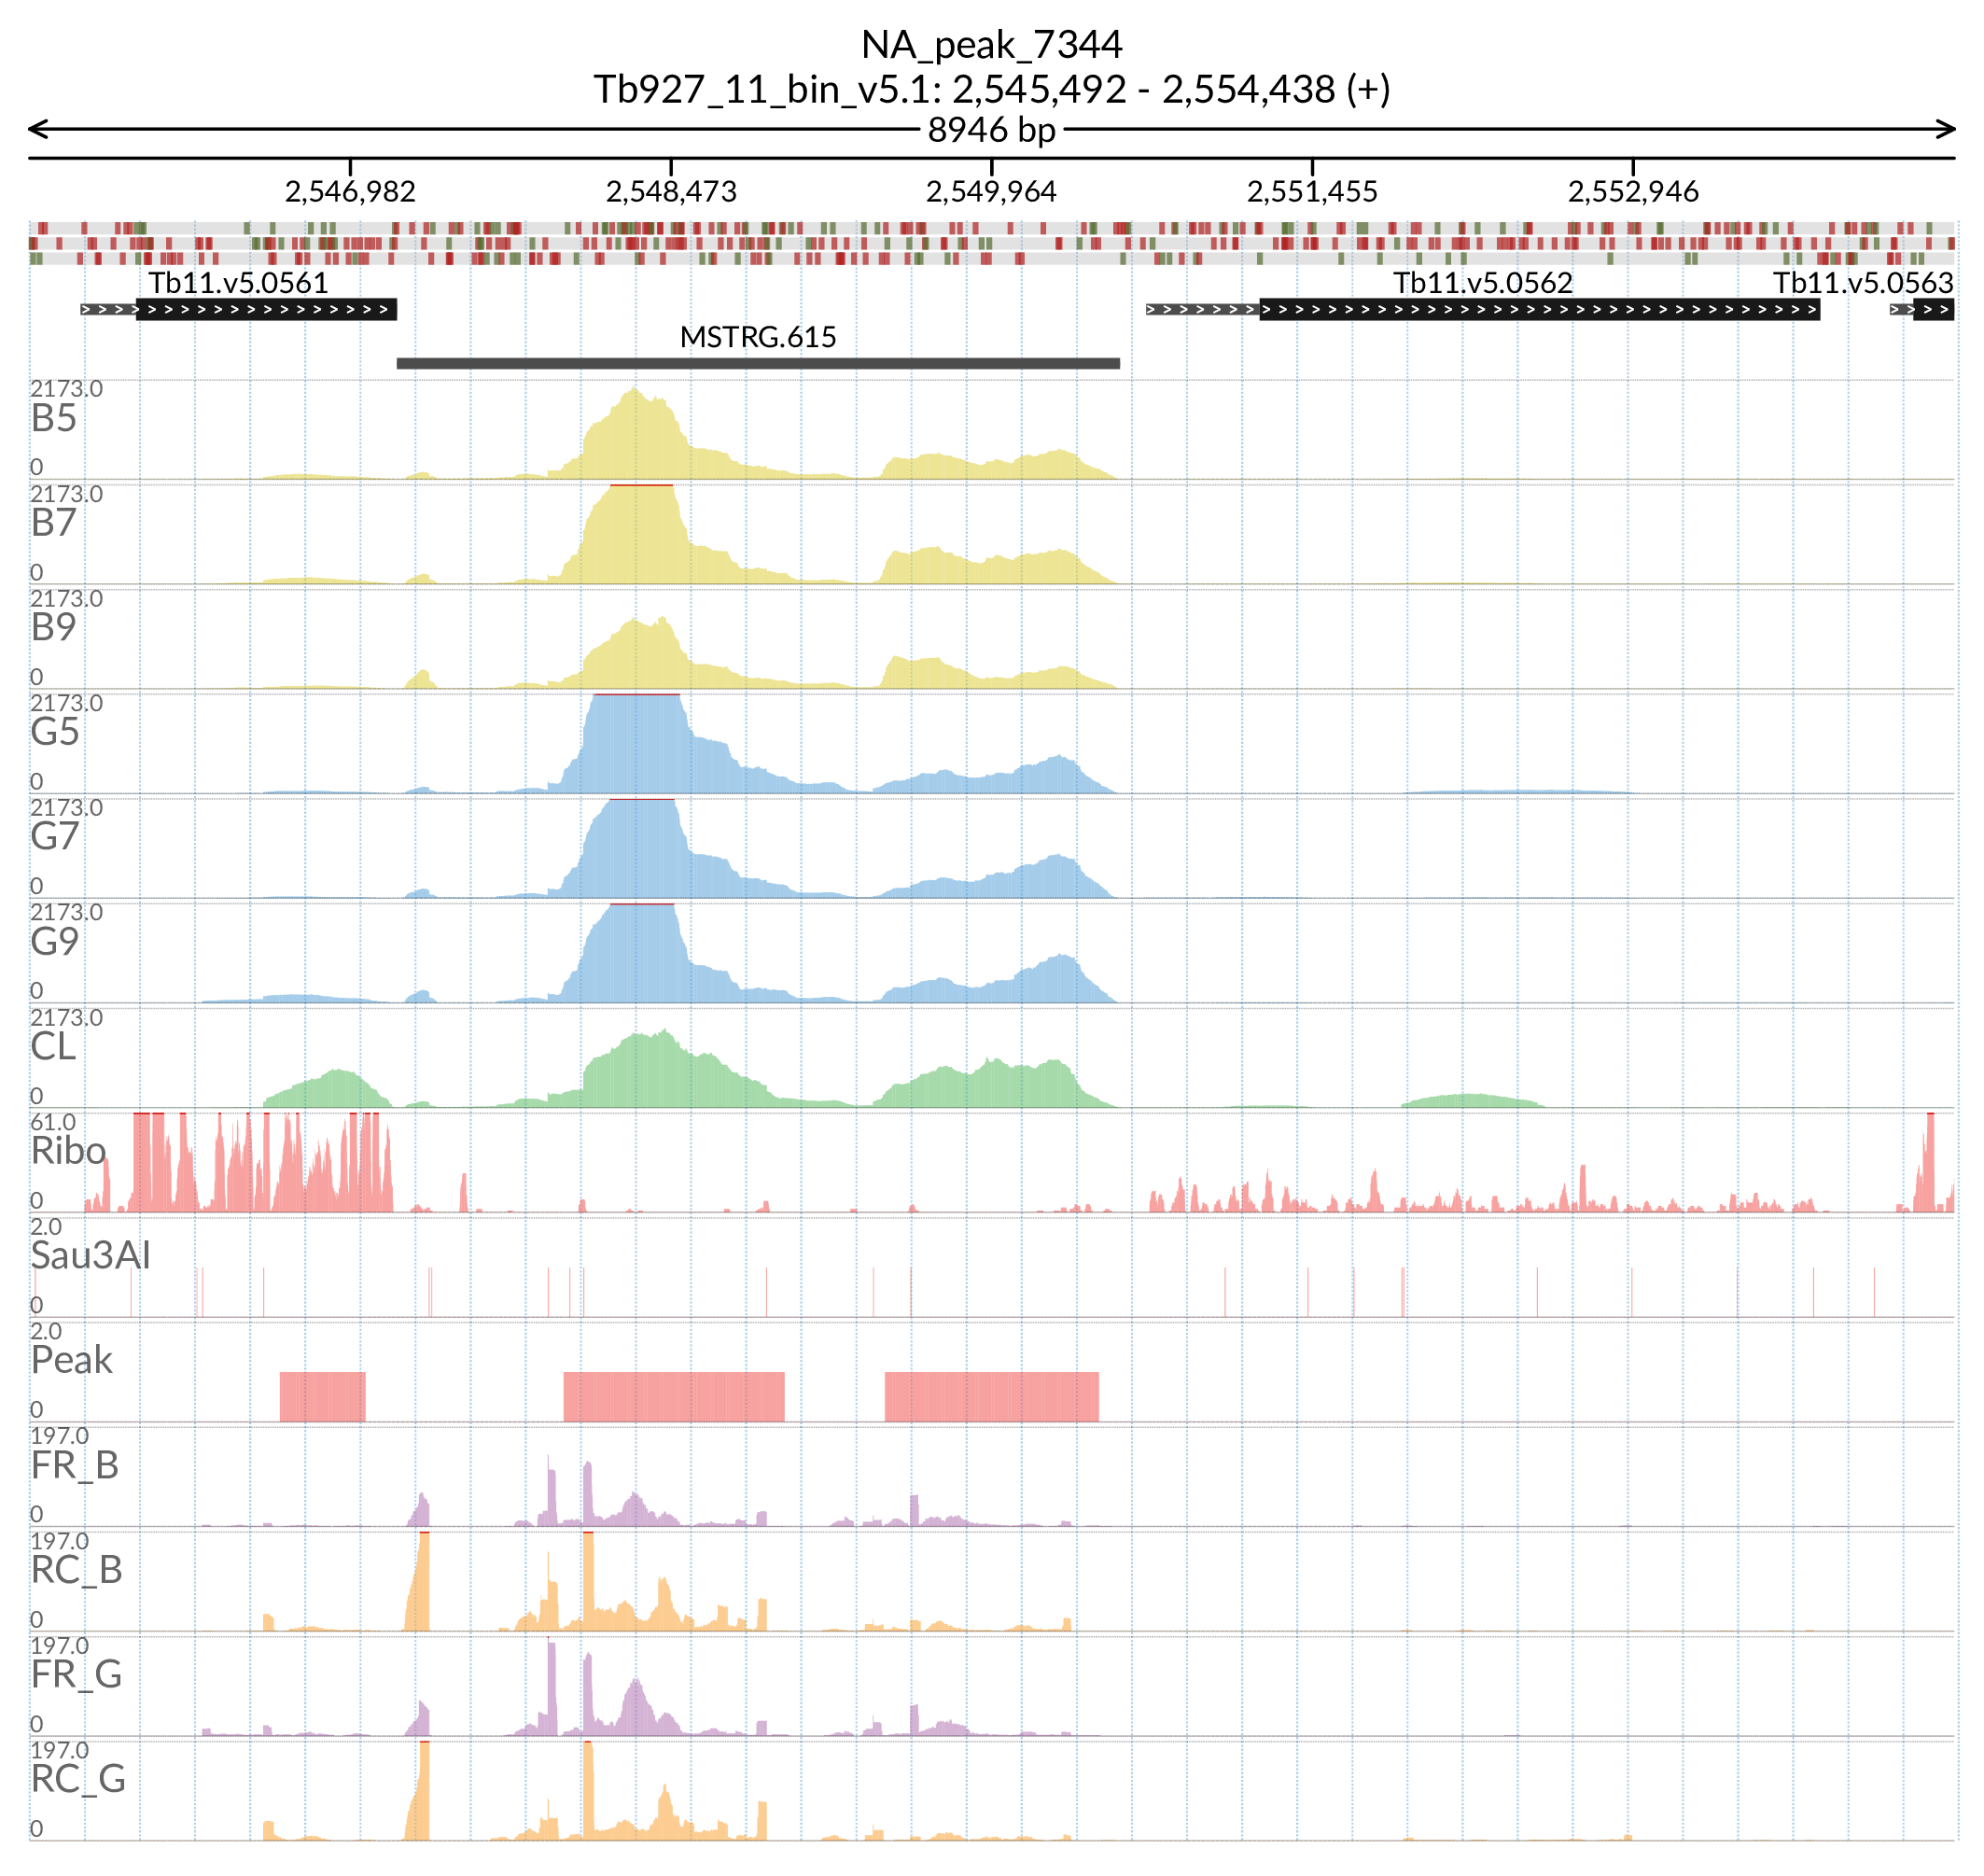 NA_peak_7344
Tb927_11_bin_v5.1: 2,545,492 - 2,554,438 (+)
8946 bp
2,546,982 2,548,473 2,549,964 2,551,455 2,552,946
Tb11.v5.0561 Tb11.v5.0562 Tb11.v5.0563
MSTRG.615
2173.0
B5
0
2173.0
B7
0
2173.0
B9
0
2173.0
G5
0
2173.0
G7
0
2173.0
G9
0
2173.0
CL
0
61.0
Ribo
0
2.0
Sau3AI
0
2.0
Peak
0
197.0
FR_B
0
197.0
RC_B
0
197.0
FR_G
0
197.0
RC_G
0